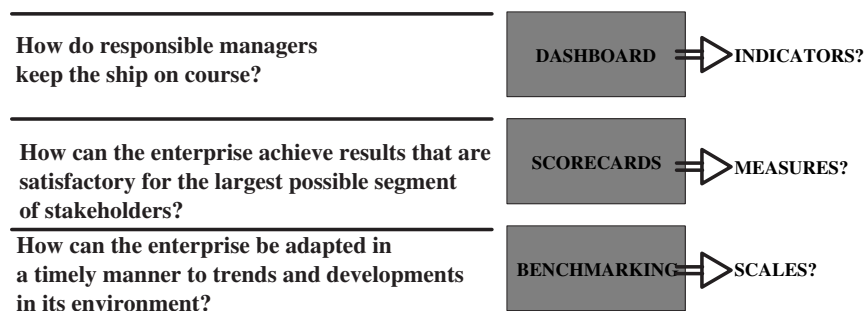 How do responsible managers
keep the ship on course?
DASHBOARD
INDICATORS?
How can the enterprise achieve results that are
satisfactory for the largest possible segment
of stakeholders?
SCORECARDS
MEASURES?
How can the enterprise be adapted in
a timely manner to trends and developments
in its environment?
BENCHMARKING
SCALES?